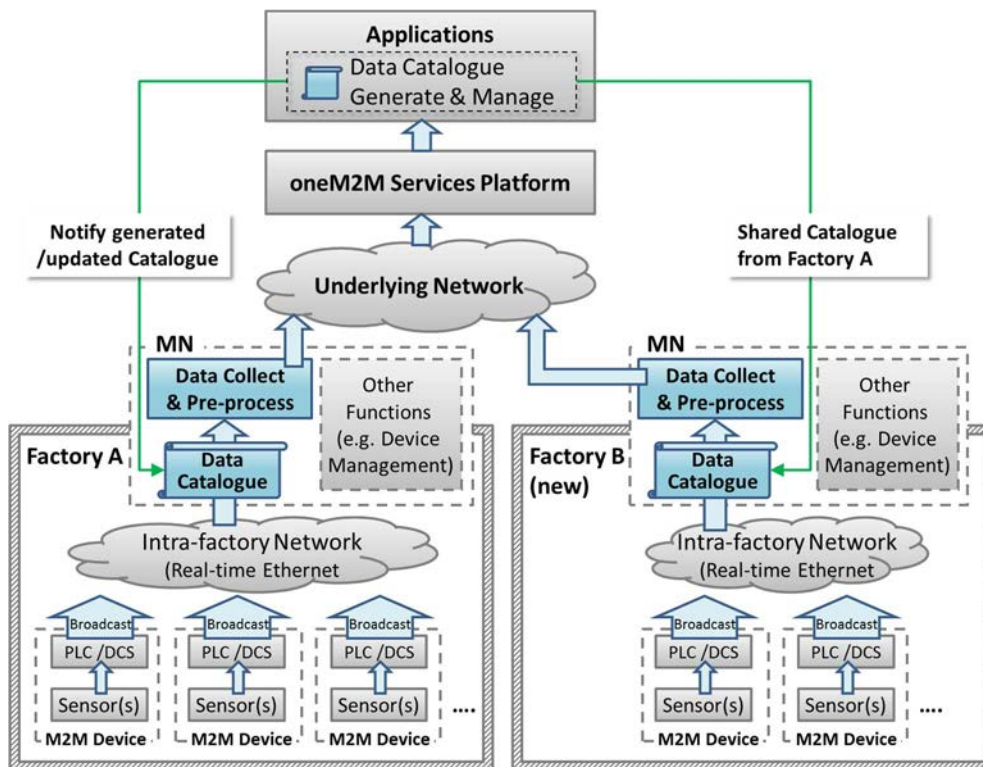 Applications
Data Catalogue
Generate & Manage
oneM2M Services Platform
Notify generated
/updated Catalogue
Shared Catalogue
from Factory A
Underlying Network
MN
Data Collect
& Pre-process
Other
Functions
(e.g. Device
Management)
Factory A
Data
Catalogue
Intra-factory Network
(Real-time Ethernet
Broadcast
Broadcast
Broadcast
PLC /DCS
PLC /DCS
PLC /DCS
Sensor(s)
Sensor(s)
Sensor(s)
....
M2M Device
M2M Device
M2M Device
MN
Data Collect
& Pre-process
Other
Functions
(e.g. Device
Management)
Factory B
(new)
Data
Catalogue
Intra-factory Network
(Real-time Ethernet
Broadcast
Broadcast
PLC /DCS
PLC /DCS
Sensor(s)
Sensor(s)
....
M2M Device
M2M Device